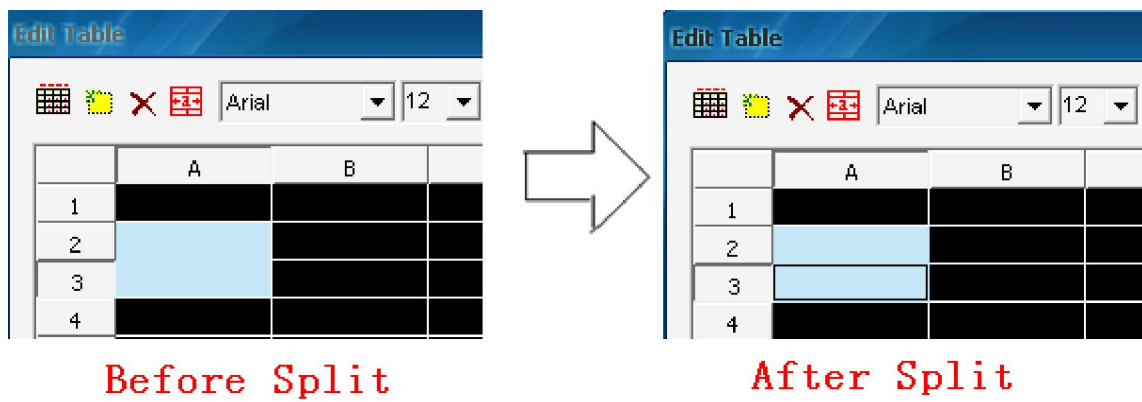 Edit Table
a
Arial
12
A B
1
2
3
4
Before Split
Edit Table
a
Arial
12
A B
1
2
3
4
After Split